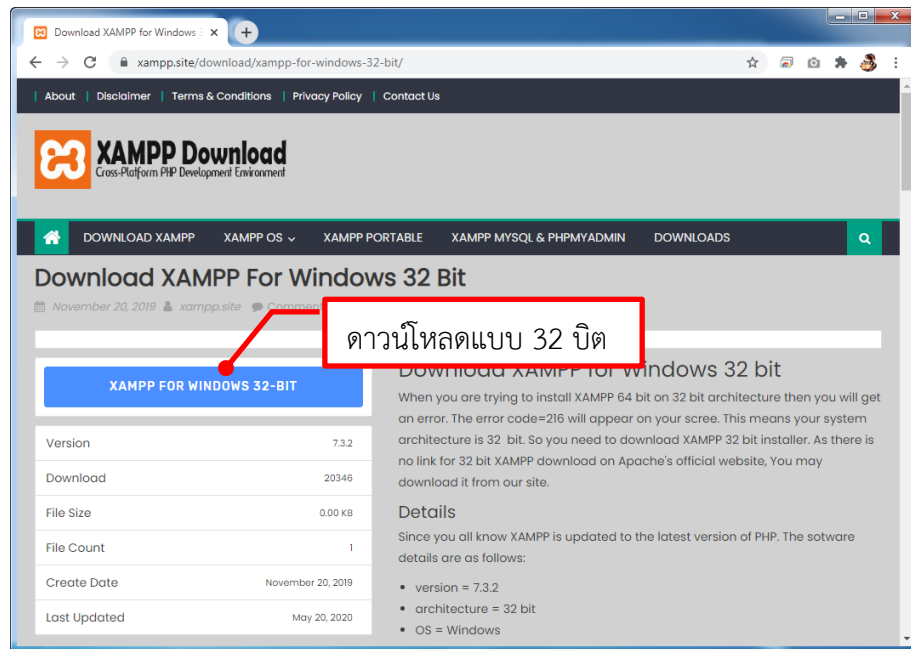 Download XAMPP for Windows 3
xampp.site/download/xampp-for-windows-32-bit/
| About | Disclaimer | Terms & Conditions | Privacy Policy | Contact Us
XAMPP Download
Cross-Platform PHP Development Environment
DOWNLOAD XAMPP XAMPP OS XAMPP PORTABLE XAMPP MYSQL & PHPMYADMIN DOWNLOADS
Download XAMPP For Windows 32 Bit
November 20, 2019 xampp.site
ดาวน์โหลดแบบ 32 บิต
XAMPP FOR WINDOWS 32-BIT
Version 7.3.2
Download 20346
File Size 0.00 KB
File Count 1
Create Date November 20, 2019
Last Updated May 20, 2020
Download XAMPP for Windows 32 bit
When you are trying to install XAMPP 64 bit on 32 bit architecture then you will get
an error. The error code=216 will appear on your scree. This means your system
architecture is 32 bit. So you need to download XAMPP 32 bit installer. As there is
no link for 32 bit XAMPP download on Apache's official website, You may
download it from our site.
Details
Since you all know XAMPP is updated to the latest version of PHP. The sotware
details are as follows:
• version = 7.3.2
• architecture = 32 bit
• OS = Windows